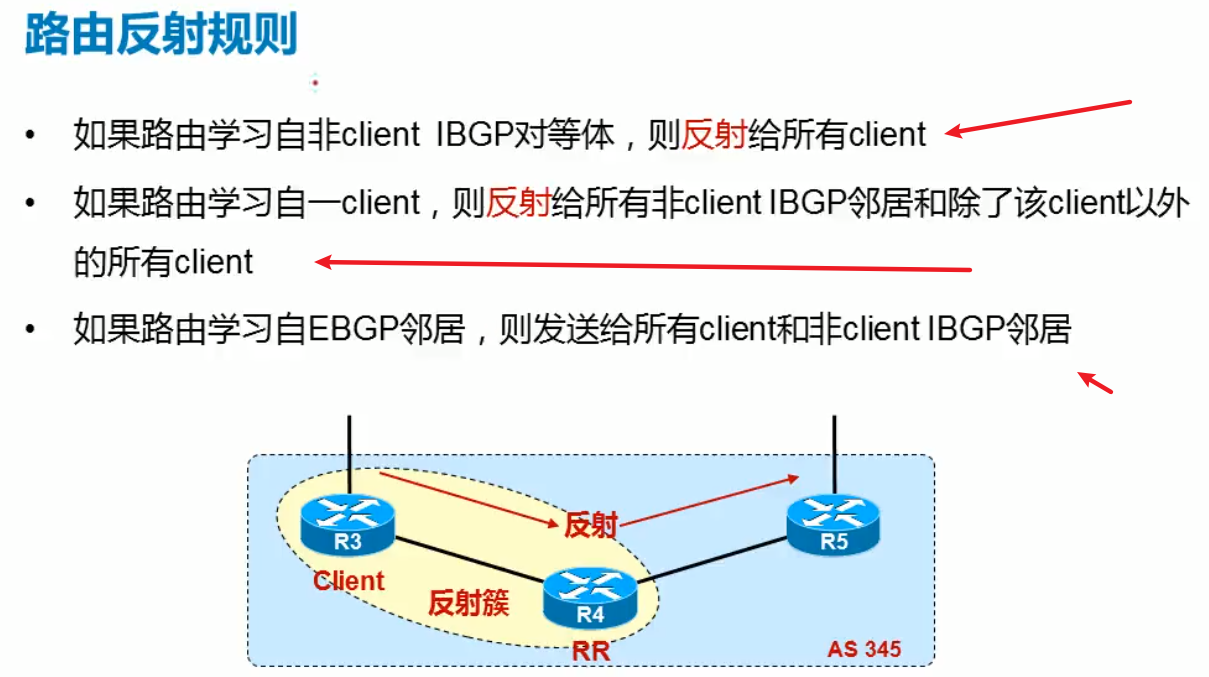 路由反射规则
• 如果路由学习自非client IBGP对等体，则反射给所有client
• 如果路由学习自一client，则反射给所有非client IBGP邻居和除了该client以外
的所有client
• 如果路由学习自EBGP邻居，则发送给所有client和非client IBGP邻居
反射
R3
R5
Client
反射簇
R4
RR
AS 345